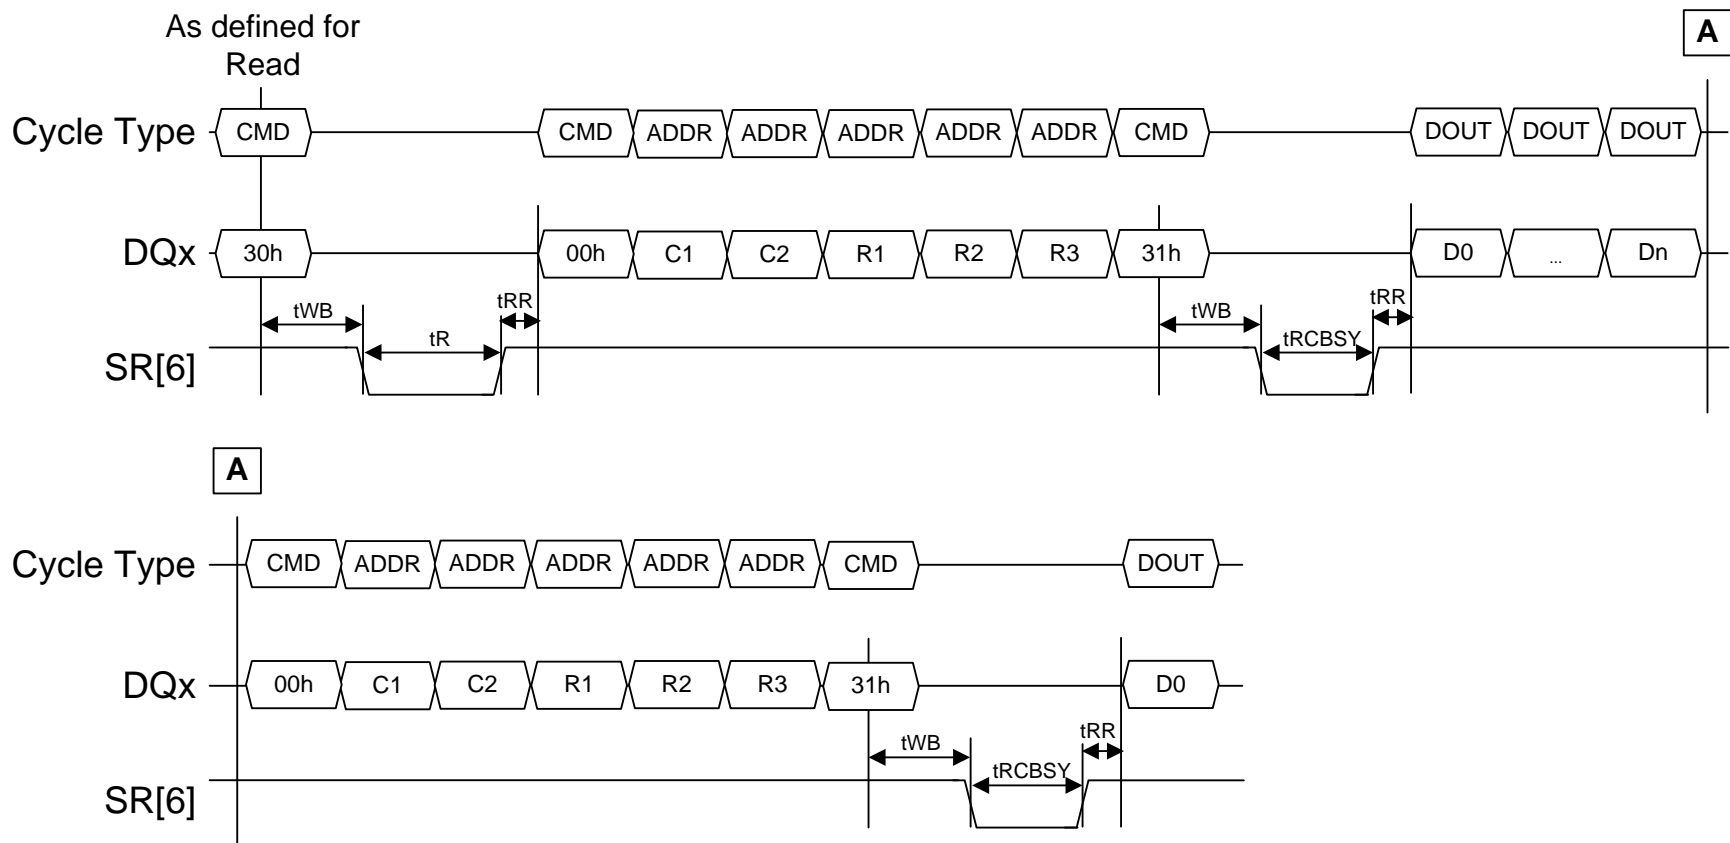 As defined for
Read
A
Cycle Type CMD CMD ADDR ADDR ADDR ADDR ADDR CMD DOUT DOUT DOUT
DQx 30h 00h C1 C2 R1 R2 R3 31h D0 ... Dn
tWB tRR tWB tRR
tR tRCBSY
SR[6]
A
Cycle Type CMD ADDR ADDR ADDR ADDR ADDR CMD DOUT
DQx 00h C1 C2 R1 R2 R3 31h D0
tWB tRR
tRCBSY
SR[6]